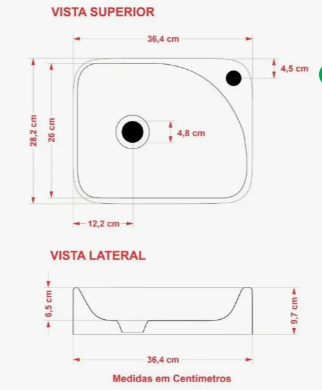 VISTA SUPERIOR
36,4 cm
4,5 cm
28,2 cm
26 cm
4,8 cm
12,2 cm
VISTA LATERAL
6,5 cm
9,7 cm
36,4 cm
Medidas em Centímetros